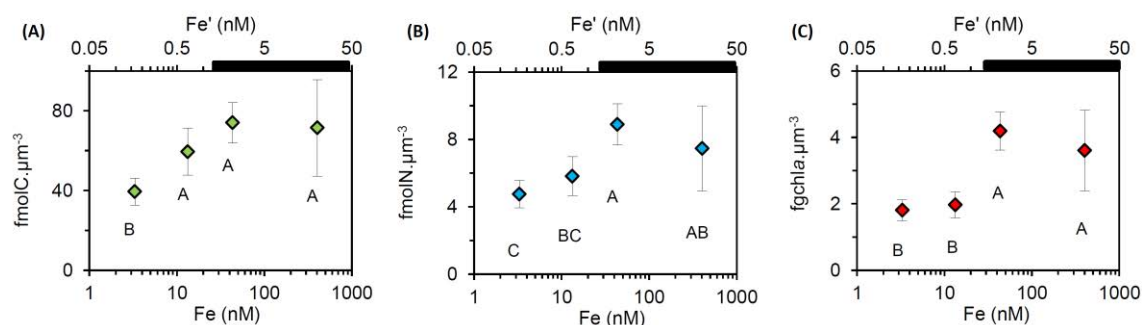 (A)
Fe' (nM)
0.05 0.5 5 50
fmolC.µm⁻³
80
40
0
B
A
A
A
1 10 100 1000
Fe (nM)
(B)
Fe' (nM)
0.05 0.5 5 50
fmolN.µm⁻³
12
8
4
0
C
BC
A
AB
1 10 100 1000
Fe (nM)
(C)
Fe' (nM)
0.05 0.5 5 50
fgchla.µm⁻³
6
4
2
0
B
B
A
A
1 10 100 1000
Fe (nM)